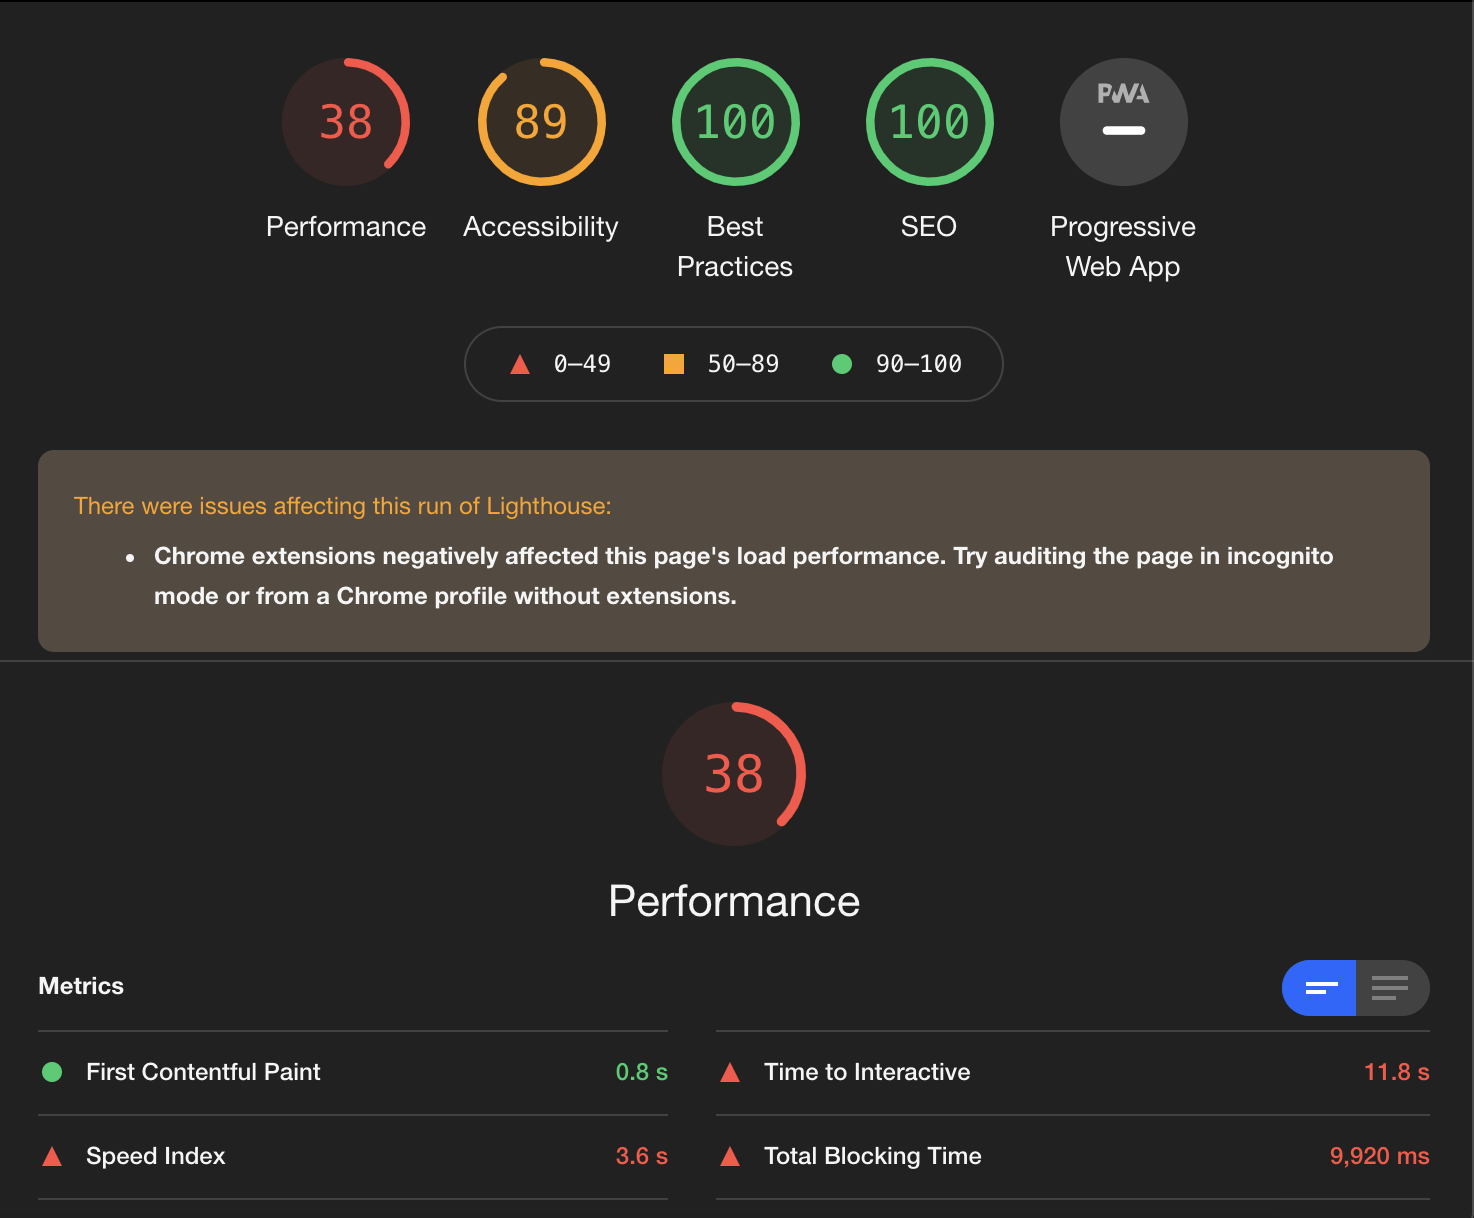 38
89
100
100
PWA
Performance
Accessibility
Best
Practices
SEO
Progressive
Web App
0–49
50–89
90–100
There were issues affecting this run of Lighthouse:
Chrome extensions negatively affected this page's load performance. Try auditing the page in incognito
mode or from a Chrome profile without extensions.
38
Performance
Metrics
First Contentful Paint 0.8 s
Time to Interactive 11.8 s
Speed Index 3.6 s
Total Blocking Time 9,920 ms